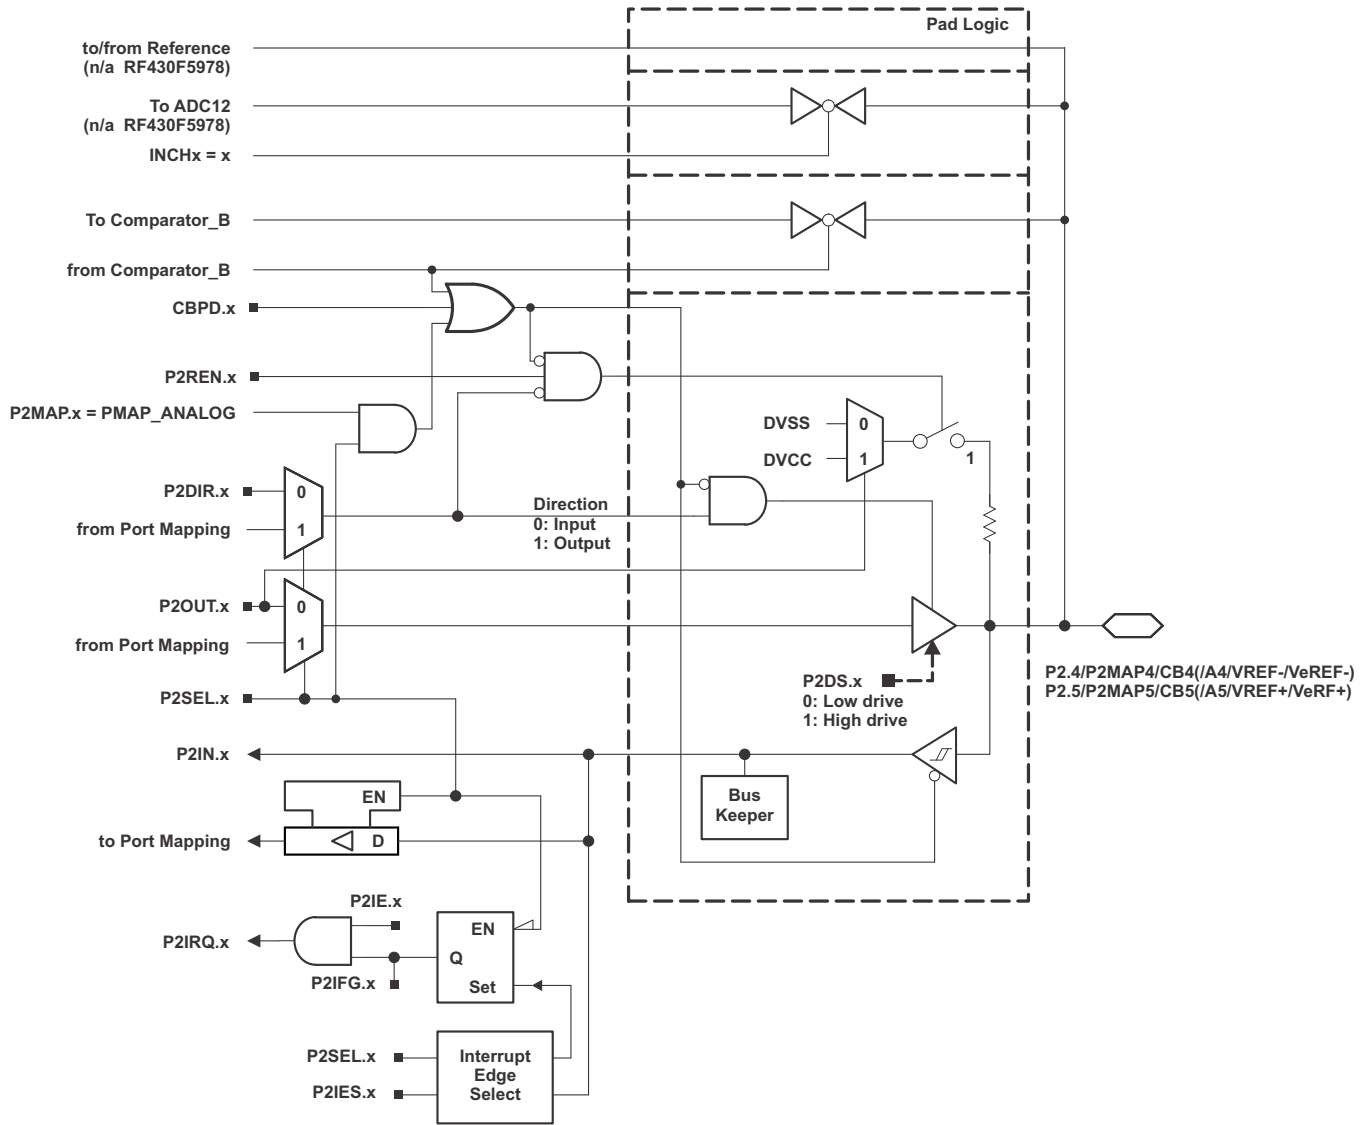 Pad Logic
to/from Reference
(n/a RF430F5978)
To ADC12
(n/a RF430F5978)
INCHx = x
To Comparator_B
from Comparator_B
CBPD.x
P2REN.x
P2MAP.x = PMAP_ANALOG
DVSS
0
DVCC
1
1
P2DIR.x
0
from Port Mapping
1
Direction
0: Input
1: Output
P2OUT.x
0
from Port Mapping
1
P2SEL.x
P2DS.x
0: Low drive
1: High drive
P2.4/P2MAP4/CB4(/A4/VREF-/VeREF-)
P2.5/P2MAP5/CB5(/A5/VREF+/VeRF+)
P2IN.x
EN
Bus
Keeper
to Port Mapping
D
P2IE.x
P2IRQ.x
EN
Q
P2IFG.x
Set
P2SEL.x
P2IES.x
Interrupt
Edge
Select